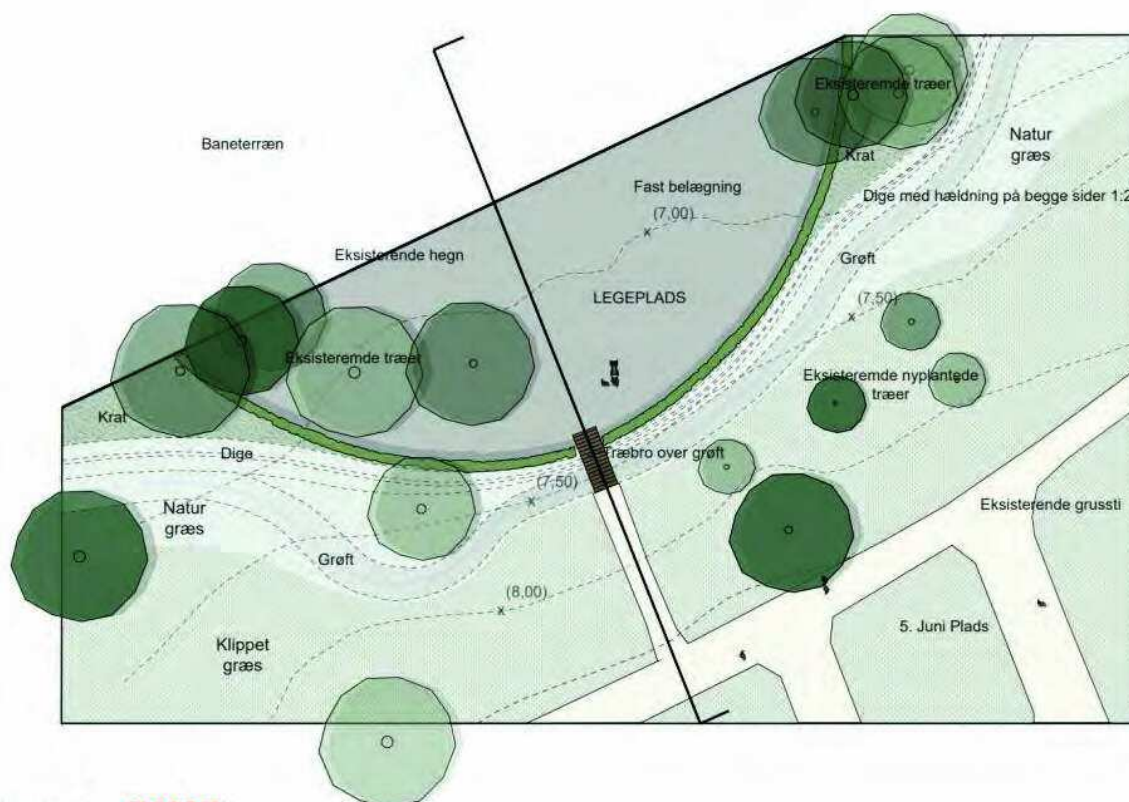 Eksisteremde træer
Baneterræn
Natur
græs
Krat
Fast belægning
Dige med hældning på begge sider 1:2
(7,00)
Eksisterende hegn
Grøft
LEGEPLADS
(7,50)
Eksisteremde træer
Eksisteremde nyplantede
træer
Krat
Dige
Træbro over grøft
(7,50)
Natur
græs
Eksisterende grussti
Grøft
(8,00)
5. Juni Plads
Klippet
græs